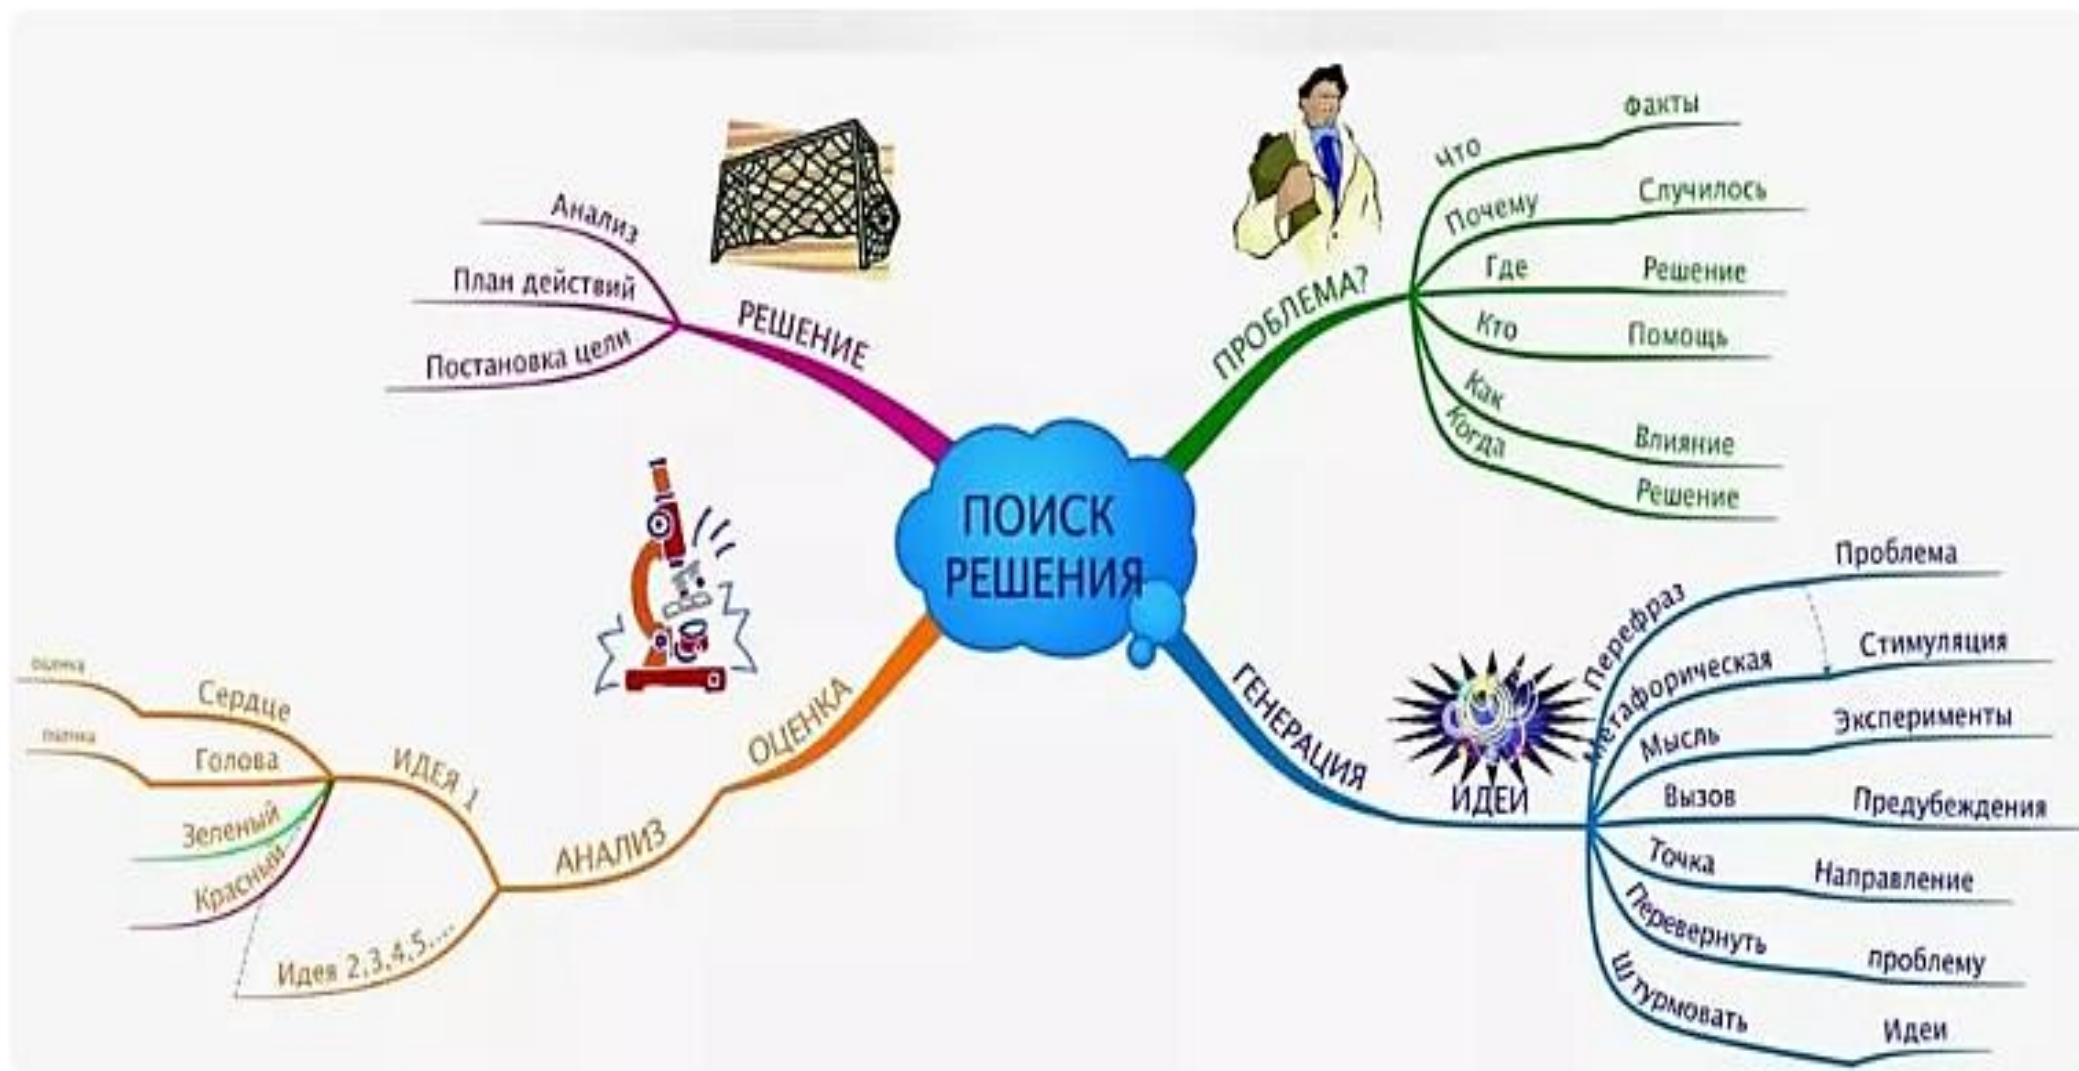 ПОИСК
РЕШЕНИЯ
ПРОБЛЕМА?
Что
Факты
Почему
Случилось
Где
Решение
Кто
Помощь
Как
Влияние
Когда
Решение
ГЕНЕРАЦИЯ
ИДЕИ
Перефраз
Проблема
Метафорическая
Стимуляция
Мысль
Эксперименты
Вызов
Предубеждения
Точка
Направление
Перевернуть
проблему
Штурмовать
Идеи
ОЦЕНКА
АНАЛИЗ
ИДЕЯ 1
Сердце
оценка
Голова
оценка
Зеленый
Красный
Идея 2,3,4,5....
РЕШЕНИЕ
Анализ
План действий
Постановка цели